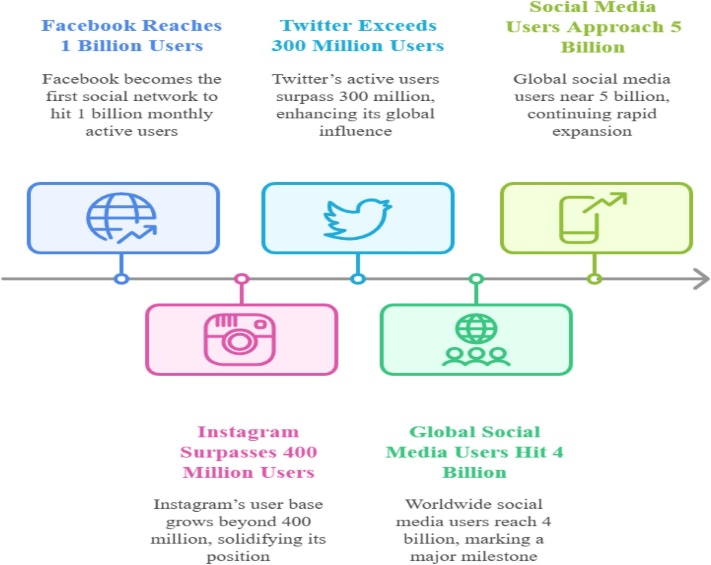 Facebook Reaches
1 Billion Users
Facebook becomes the
first social network to
hit 1 billion monthly
active users
Twitter Exceeds
300 Million Users
Twitter's active users
surpass 300 million,
enhancing its global
influence
Social Media
Users Approach 5
Billion
Global social media
users near 5 billion,
continuing rapid
expansion
Instagram
Surpasses 400
Million Users
Instagram's user base
grows beyond 400
million, solidifying its
position
Global Social
Media Users Hit 4
Billion
Worldwide social
media users reach 4
billion, marking a
major milestone